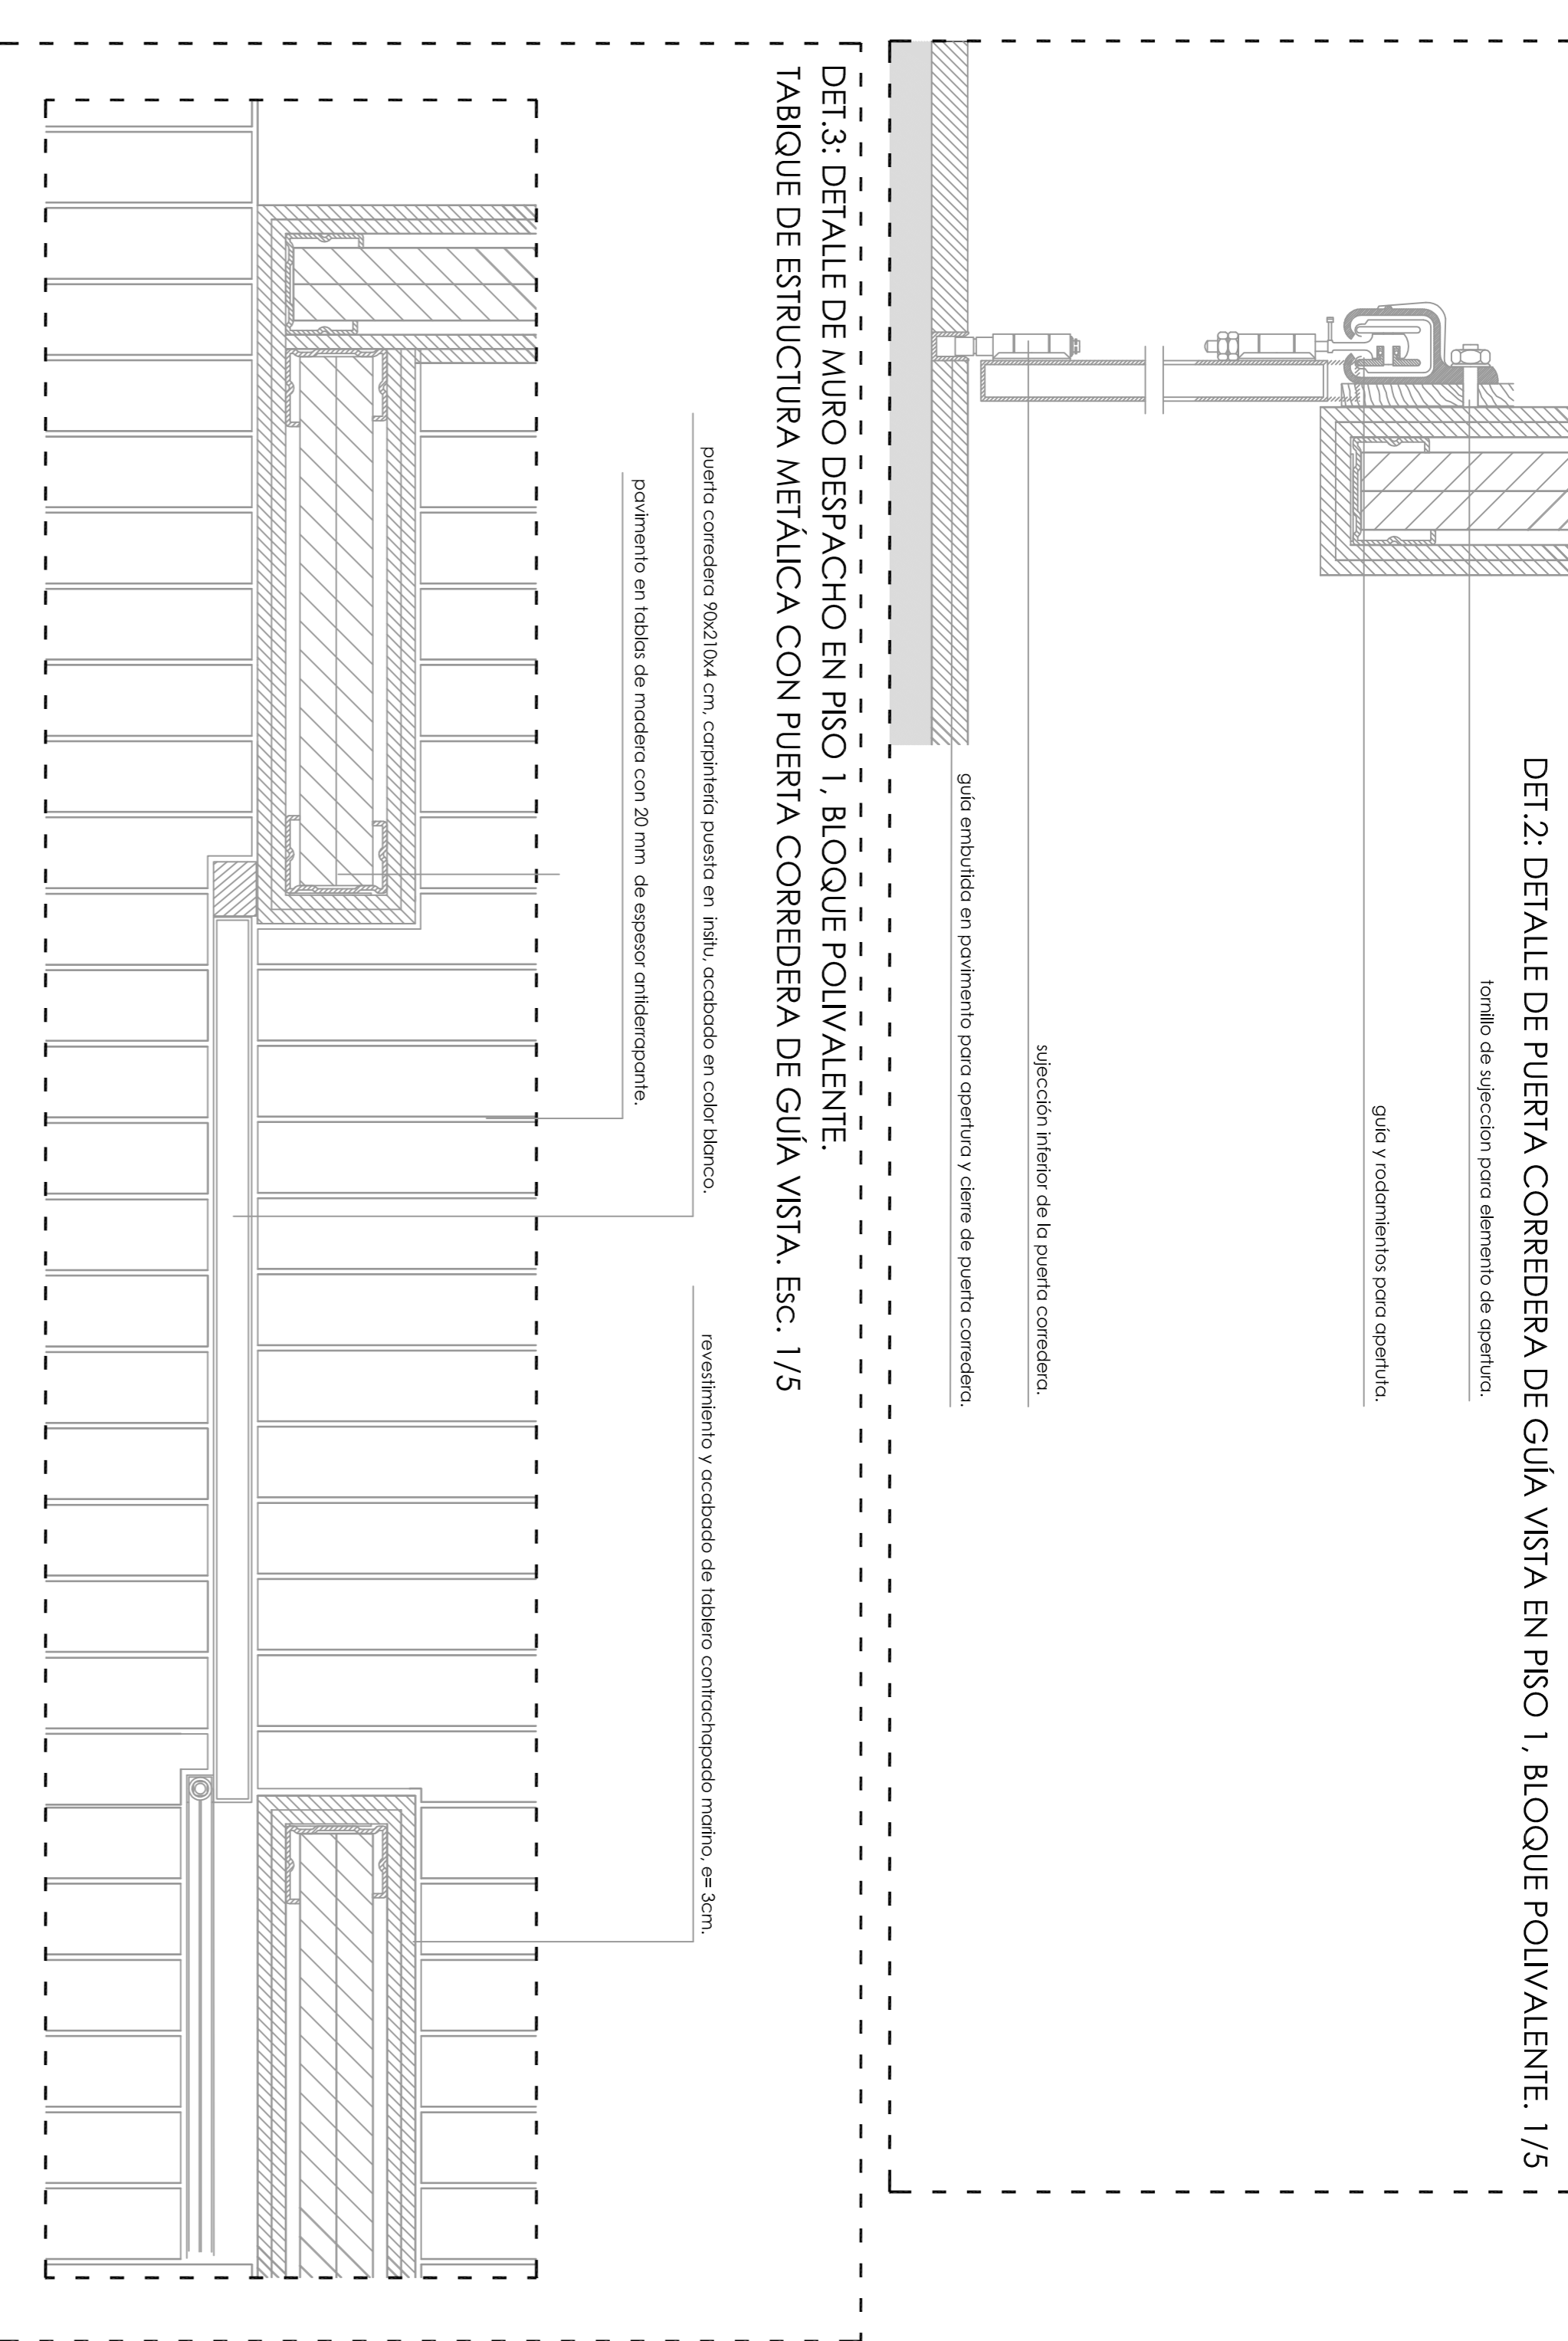 DET.2: DETALLE DE PUERTA CORREDERA DE GUÍA VISTA EN PISO 1, BLOQUE POLIVALENTE. 1/5
tornillo de sujeccion para elemento de apertura.
guía y rodamientos para apertuta.
sujección inferior de la puerta corredera.
guía embutida en pavimento para apertura y cierre de puerta corredera.
DET.3: DETALLE DE MURO DESPACHO EN PISO 1, BLOQUE POLIVALENTE.
TABIQUE DE ESTRUCTURA METÁLICA CON PUERTA CORREDERA DE GUÍA VISTA. Esc. 1/5
puerta corredera 90x210x4 cm, carpintería puesta en insitu, acabado en color blanco.
revestimiento y acabado de tablero contrachapado marino, e= 3cm.
pavimento en tablas de madera con 20 mm de espesor antiderrapante.